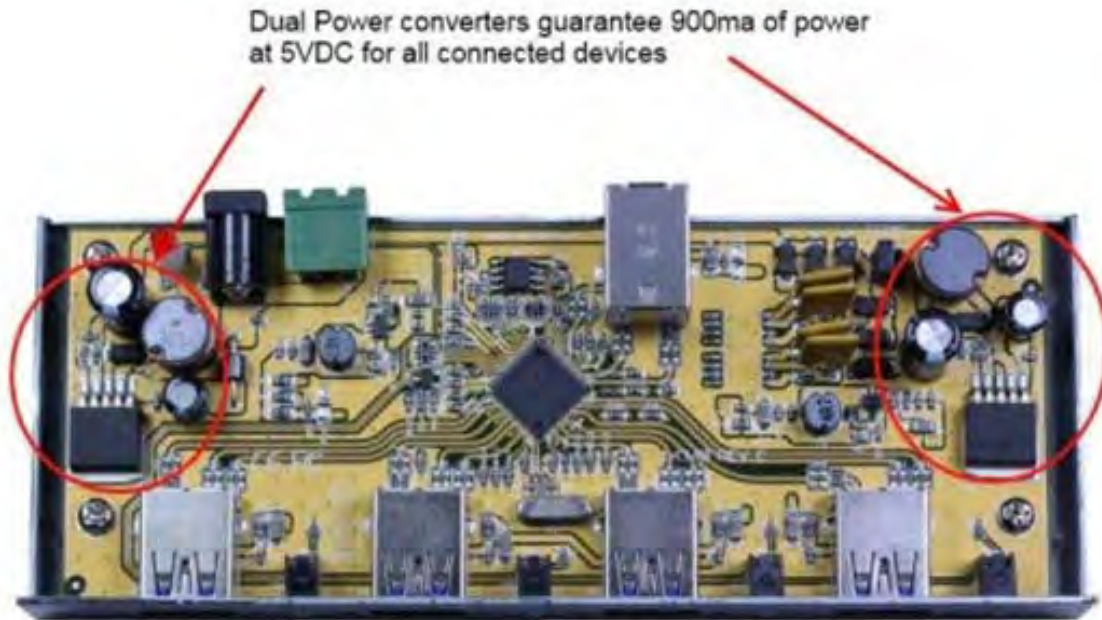 Dual Power converters guarantee 900ma of power
at 5VDC for all connected devices